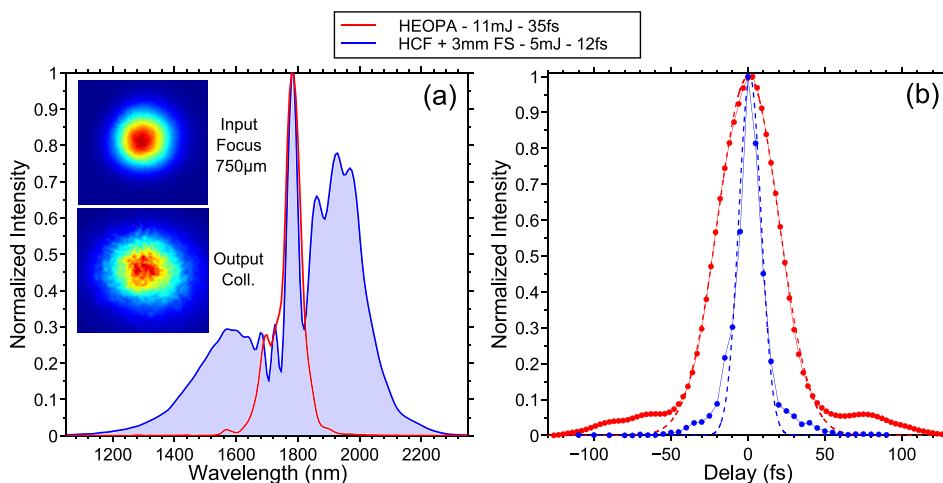 HEOPA - 11mJ - 35fs
HCF + 3mm FS - 5mJ - 12fs
(a)
Input
Focus
750µm
Output
Coll.
Normalized Intensity
1
0.9
0.8
0.7
0.6
0.5
0.4
0.3
0.2
0.1
0
1200
1400
1600
1800
2000
2200
Wavelength (nm)
(b)
Normalized Intensity
1
0.9
0.8
0.7
0.6
0.5
0.4
0.3
0.2
0.1
0
−100
−50
0
50
100
Delay (fs)